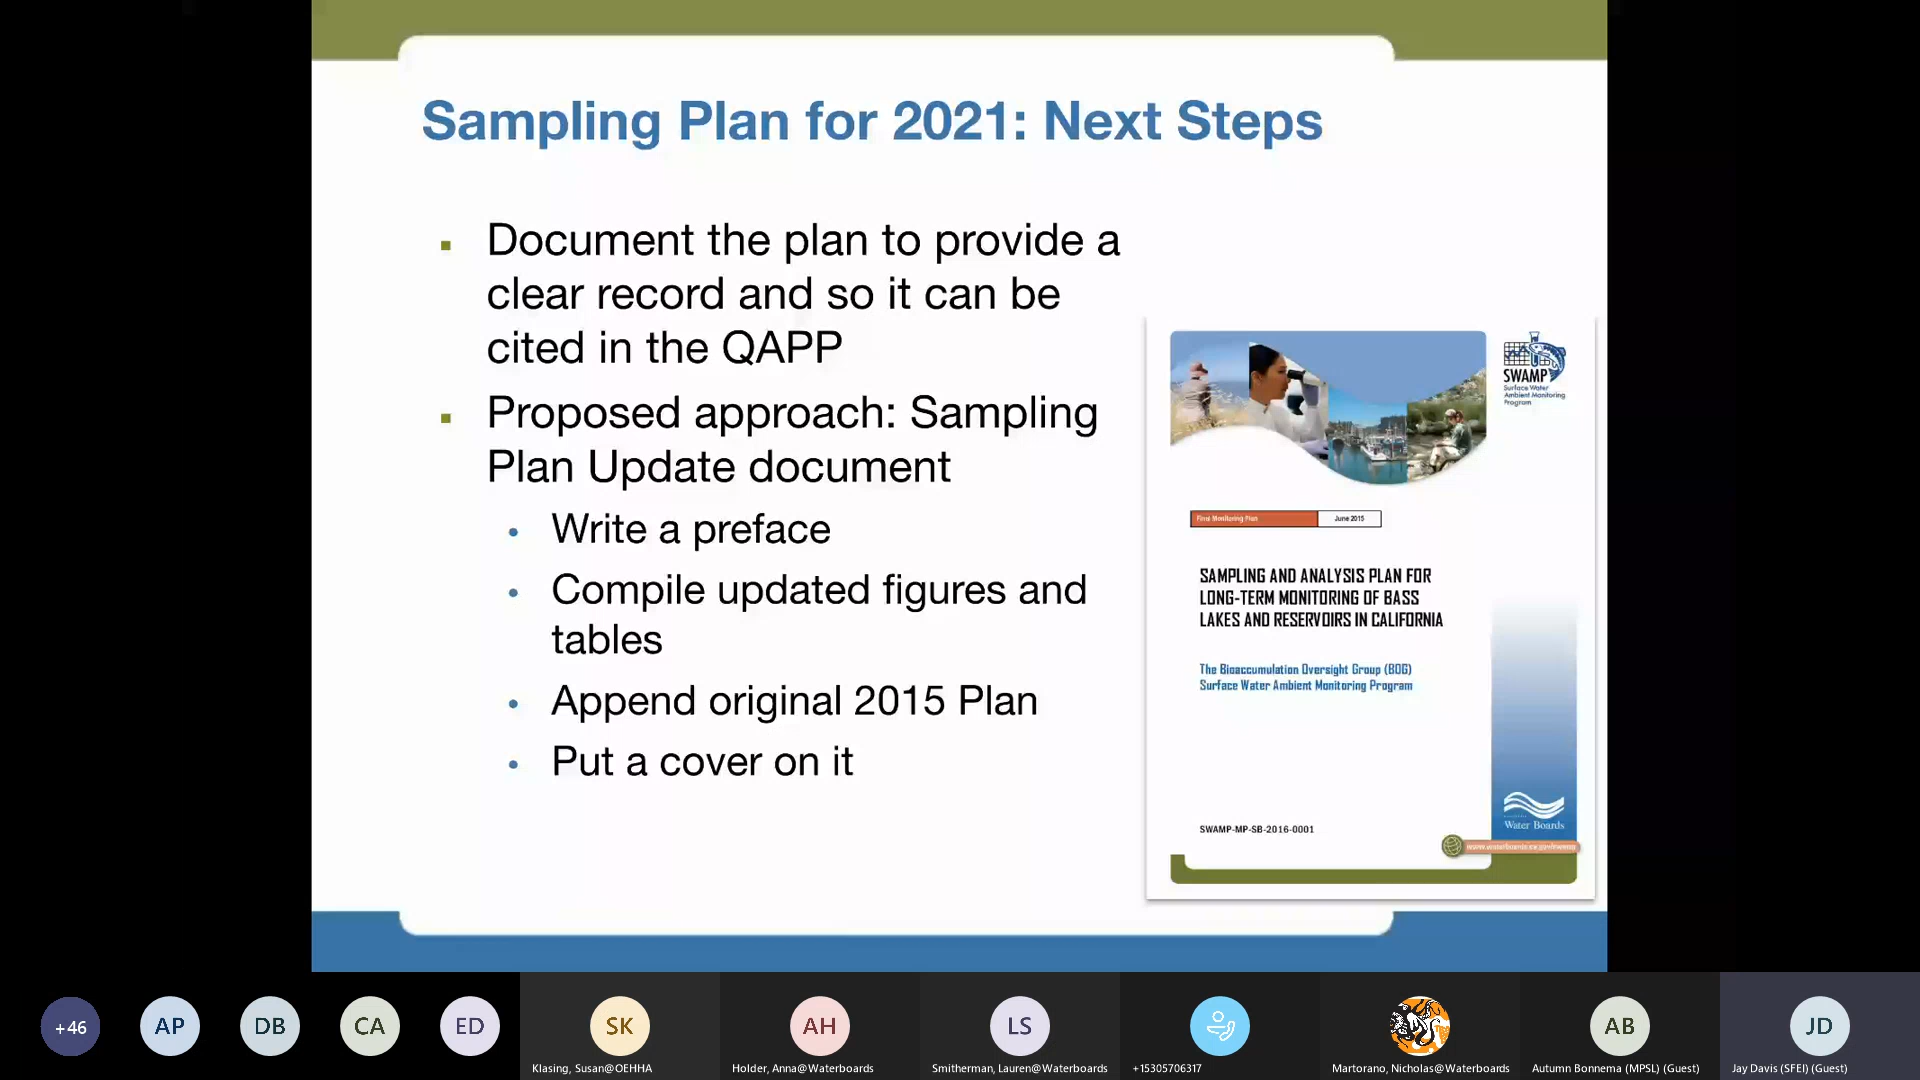 Sampling Plan for 2021: Next Steps
Document the plan to provide a
clear record and so it can be
cited in the QAPP
Proposed approach: Sampling
Plan Update document
Write a preface
Compile updated figures and
tables
Append original 2015 Plan
Put a cover on it
SWAMP
Surface Water
Ambient Monitoring
Program
Final Monitoring Plan
June 2015
SAMPLING AND ANALYSIS PLAN FOR
LONG-TERM MONITORING OF BASS
LAKES AND RESERVOIRS IN CALIFORNIA
The Bioaccumulation Oversight Group (BOG)
Surface Water Ambient Monitoring Program
Water Boards
SWAMP-MP-SB-2016-0001
+46
AP
DB
CA
ED
SK
AH
LS
AB
JD
Klasing, Susan@OEHHA
Holder, Anna@Waterboards
Smitherman, Lauren@Waterboards
+15305706317
Martorano, Nicholas@Waterboards
Autumn Bonnema (MPSL) (Guest)
Jay Davis (SFEI) (Guest)